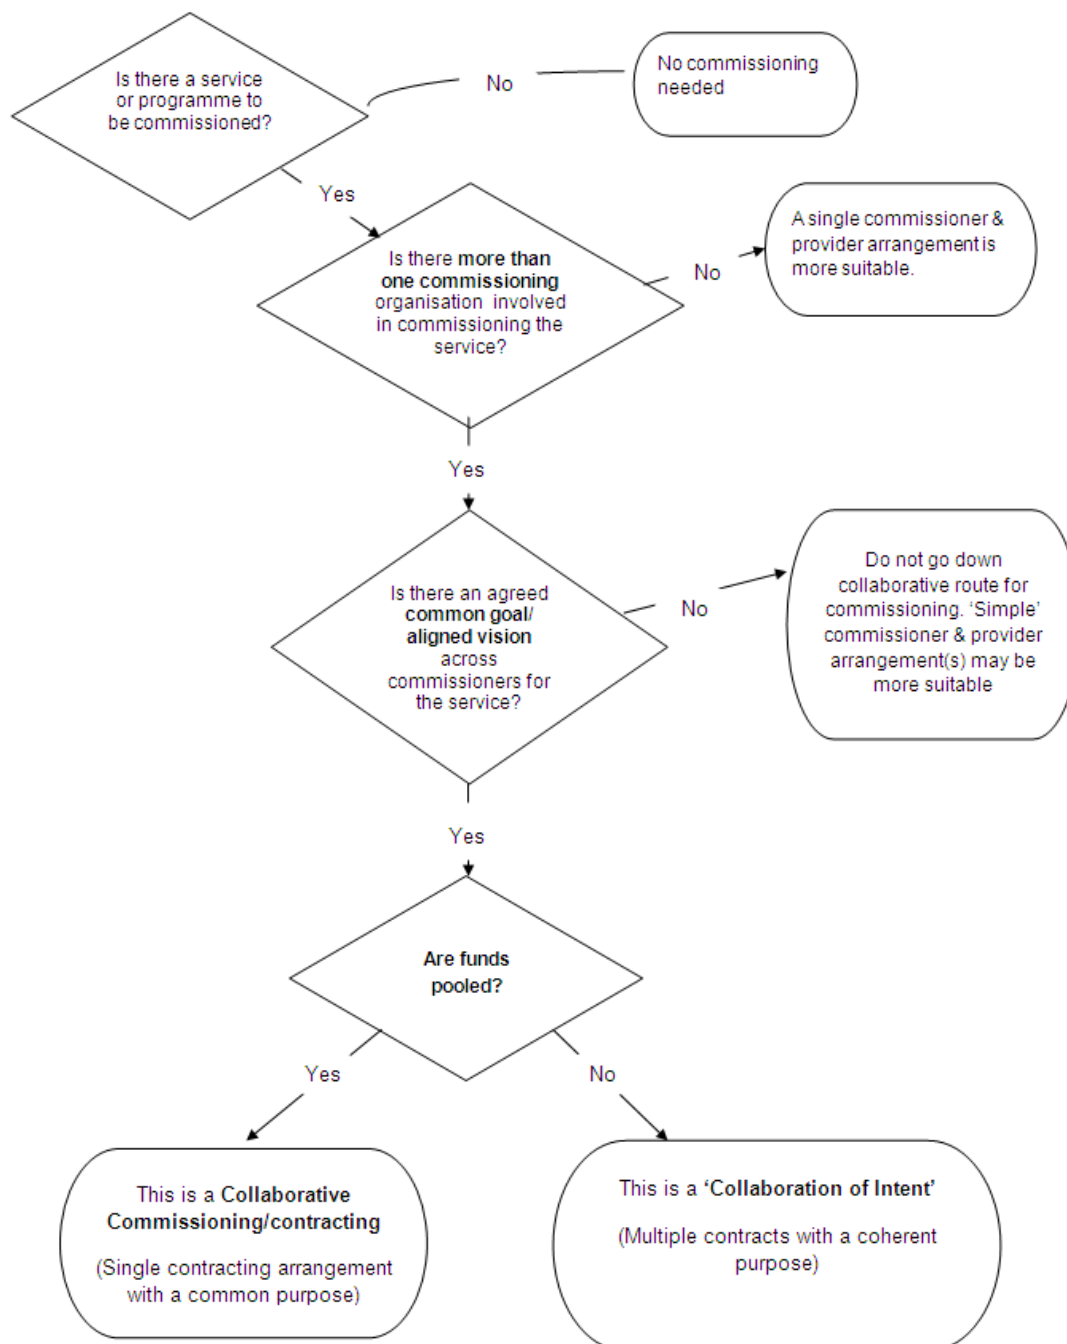 Is there a service
or programme to
be commissioned?
No
No commissioning
needed
Yes
Is there more than
one commissioning
organisation involved
in commissioning the
service?
No
A single commissioner &
provider arrangement is
more suitable.
Yes
Is there an agreed
common goal/
aligned vision
across
commissioners for
the service?
No
Do not go down
collaborative route for
commissioning. ‘Simple’
commissioner & provider
arrangement(s) may be
more suitable
Yes
Are funds
pooled?
Yes
No
This is a Collaborative
Commissioning/contracting
(Single contracting arrangement
with a common purpose)
This is a ‘Collaboration of Intent’
(Multiple contracts with a coherent
purpose)